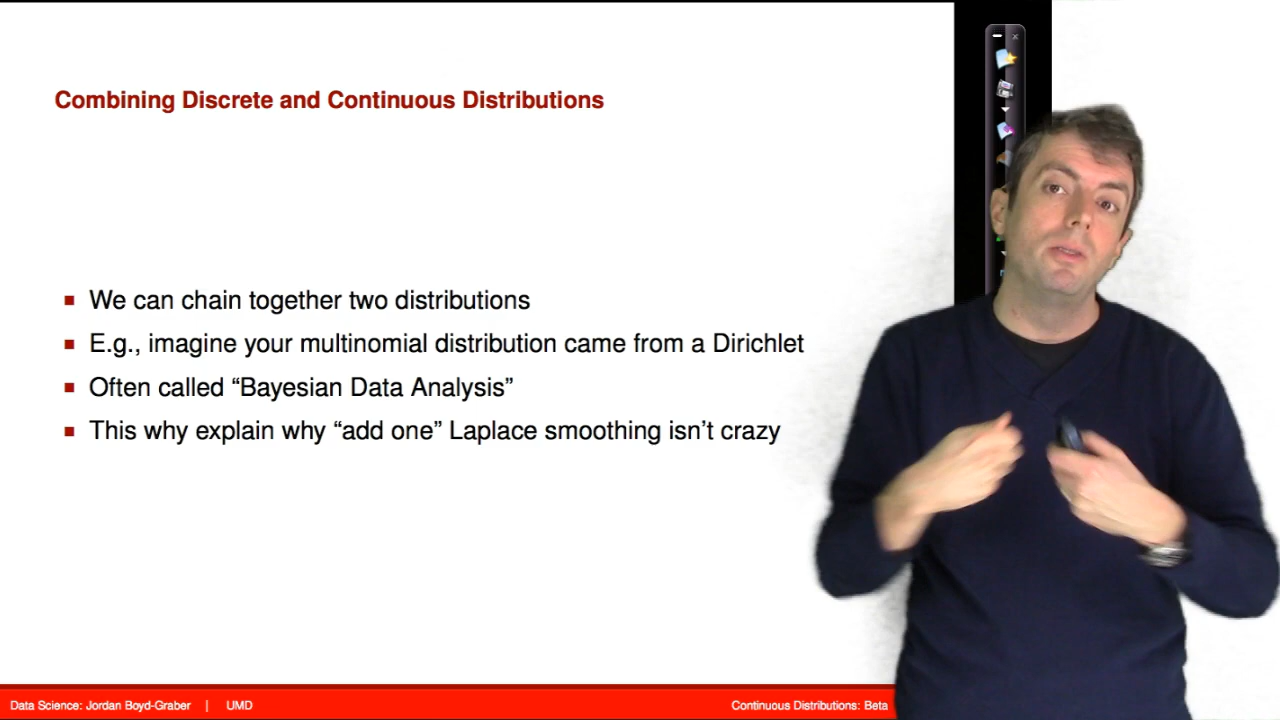 Combining Discrete and Continuous Distributions
We can chain together two distributions
E.g., imagine your multinomial distribution came from a Dirichlet
Often called “Bayesian Data Analysis”
This why explain why “add one” Laplace smoothing isn’t crazy
Data Science: Jordan Boyd-Graber | UMD
Continuous Distributions: Beta